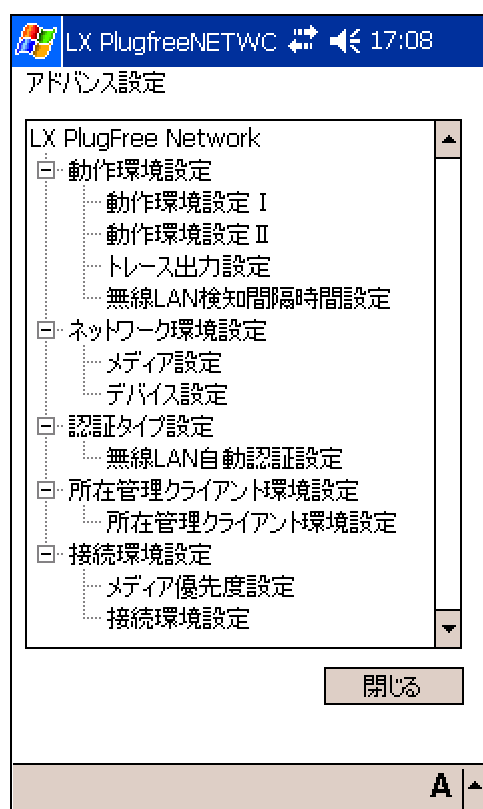 LX PlugfreeNETWC 17:08
アドバンス設定
LX PlugFree Network
動作環境設定
動作環境設定Ⅰ
動作環境設定Ⅱ
トレース出力設定
無線LAN検知間隔時間設定
ネットワーク環境設定
メディア設定
デバイス設定
認証タイプ設定
無線LAN自動認証設定
所在管理クライアント環境設定
所在管理クライアント環境設定
接続環境設定
メディア優先度設定
接続環境設定
閉じる
A